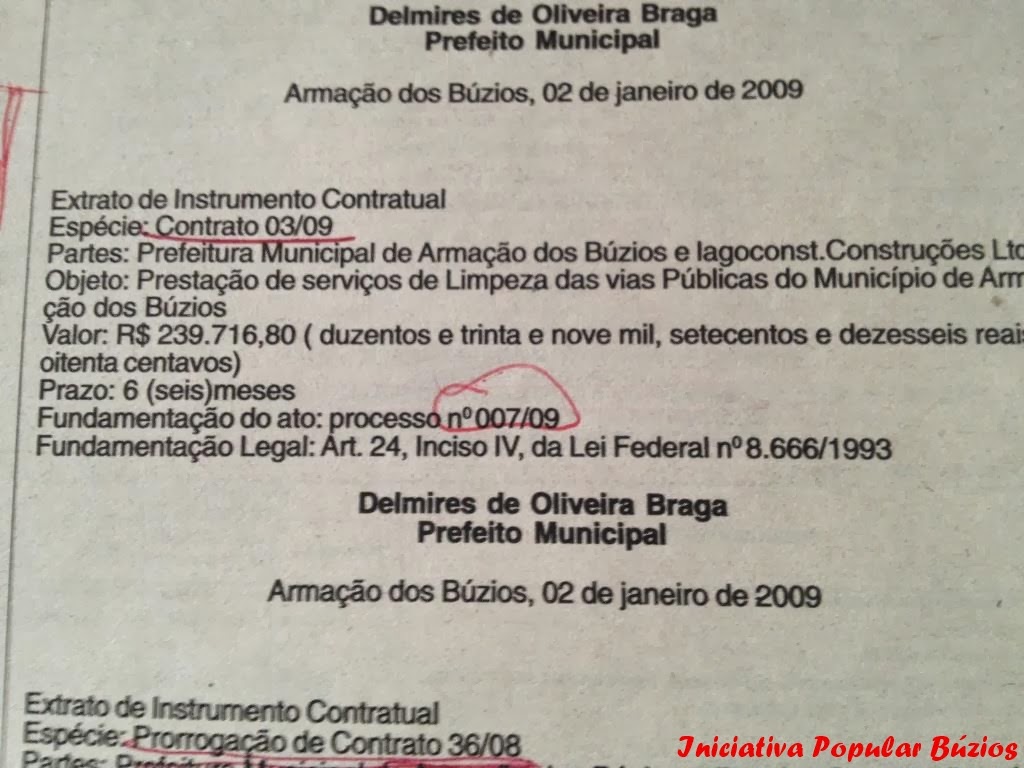 Delmires de Oliveira Braga
Prefeito Municipal
Armação dos Búzios, 02 de janeiro de 2009
Extrato de Instrumento Contratual
Espécie: Contrato 03/09
Partes: Prefeitura Municipal de Armação dos Búzios e Iagoconst.Construções Ltd
Objeto: Prestação de serviços de Limpeza das vias Públicas do Município de Arm
ção dos Búzios
Valor: R$ 239.716,80 ( duzentos e trinta e nove mil, setecentos e dezesseis reais
oitenta centavos)
Prazo: 6 (seis)meses
Fundamentação do ato: processo nº 007/09
Fundamentação Legal: Art. 24, Inciso IV, da Lei Federal nº 8.666/1993
Delmires de Oliveira Braga
Prefeito Municipal
Armação dos Búzios, 02 de janeiro de 2009
Extrato de Instrumento Contratual
Espécie: Prorrogação de Contrato 36/08
Partes: Prefeitura Municipal de
Iniciativa Popular Búzios